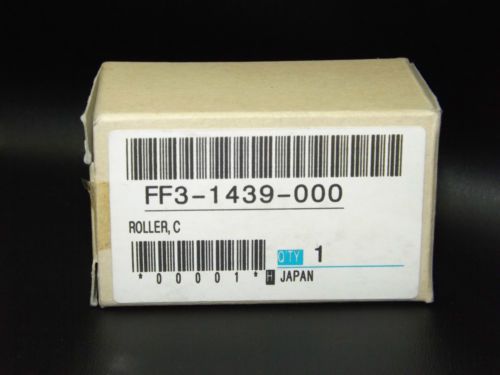 FF3-1439-000
ROLLER, C
QTY 1
*00001* H JAPAN